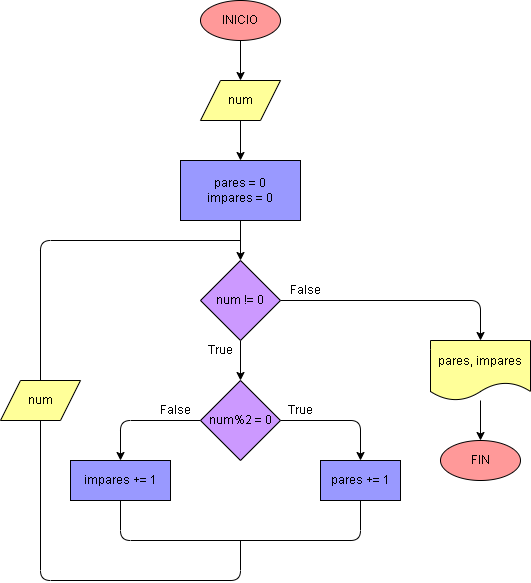 INICIO
num
pares = 0
impares = 0
num != 0
False
True
pares, impares
num
num%2 = 0
False
True
impares += 1
pares += 1
FIN